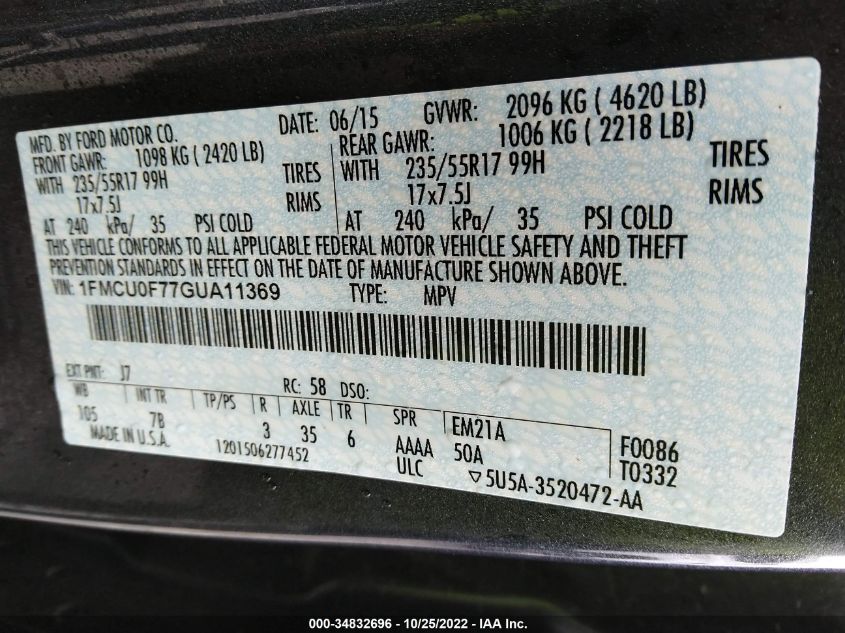 MFD. BY FORD MOTOR CO. DATE: 06/15 GVWR: 2096 KG ( 4620 LB)
FRONT GAWR: 1098 KG ( 2420 LB) REAR GAWR: 1006 KG ( 2218 LB)
WITH 235/55R17 99H TIRES WITH 235/55R17 99H TIRES
17x7.5J RIMS 17x7.5J RIMS
AT 240 kPa/ 35 PSI COLD AT 240 kPa/ 35 PSI COLD
THIS VEHICLE CONFORMS TO ALL APPLICABLE FEDERAL MOTOR VEHICLE SAFETY AND THEFT
PREVENTION STANDARDS IN EFFECT ON THE DATE OF MANUFACTURE SHOWN ABOVE.
VIN: 1FMCU0F77GUA11369 TYPE: MPV
EXT PNT: J7 RC: 58 DSO:
WB INT TR TP/PS R AXLE TR SPR EM21A
105 7B 3 35 6 AAAA 50A F0086
MADE IN U.S.A. 1201506277452 ULC T0332
▽5U5A-3520472-AA
000-34832696 - 10/25/2022 - IAA Inc.